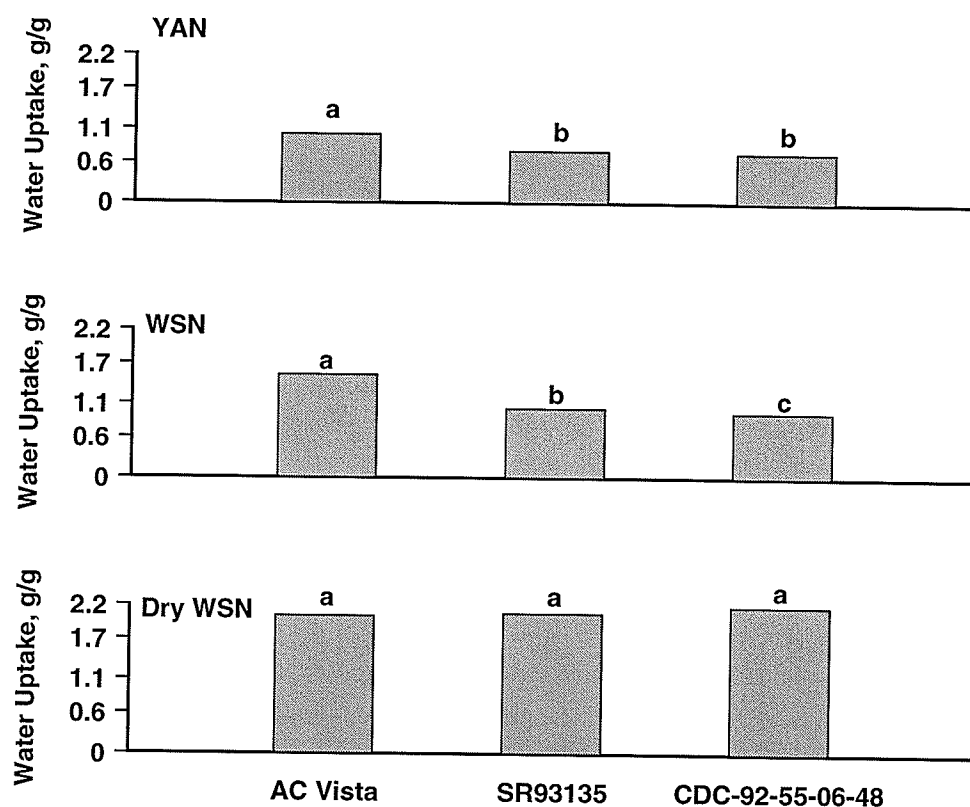 YAN
Water Uptake, g/g
2.2
1.7
1.1
0.6
0
a
b
b
WSN
Water Uptake, g/g
2.2
1.7
1.1
0.6
0
a
b
c
Dry WSN
Water Uptake, g/g
2.2
1.7
1.1
0.6
0
a
a
a
AC Vista
SR93135
CDC-92-55-06-48